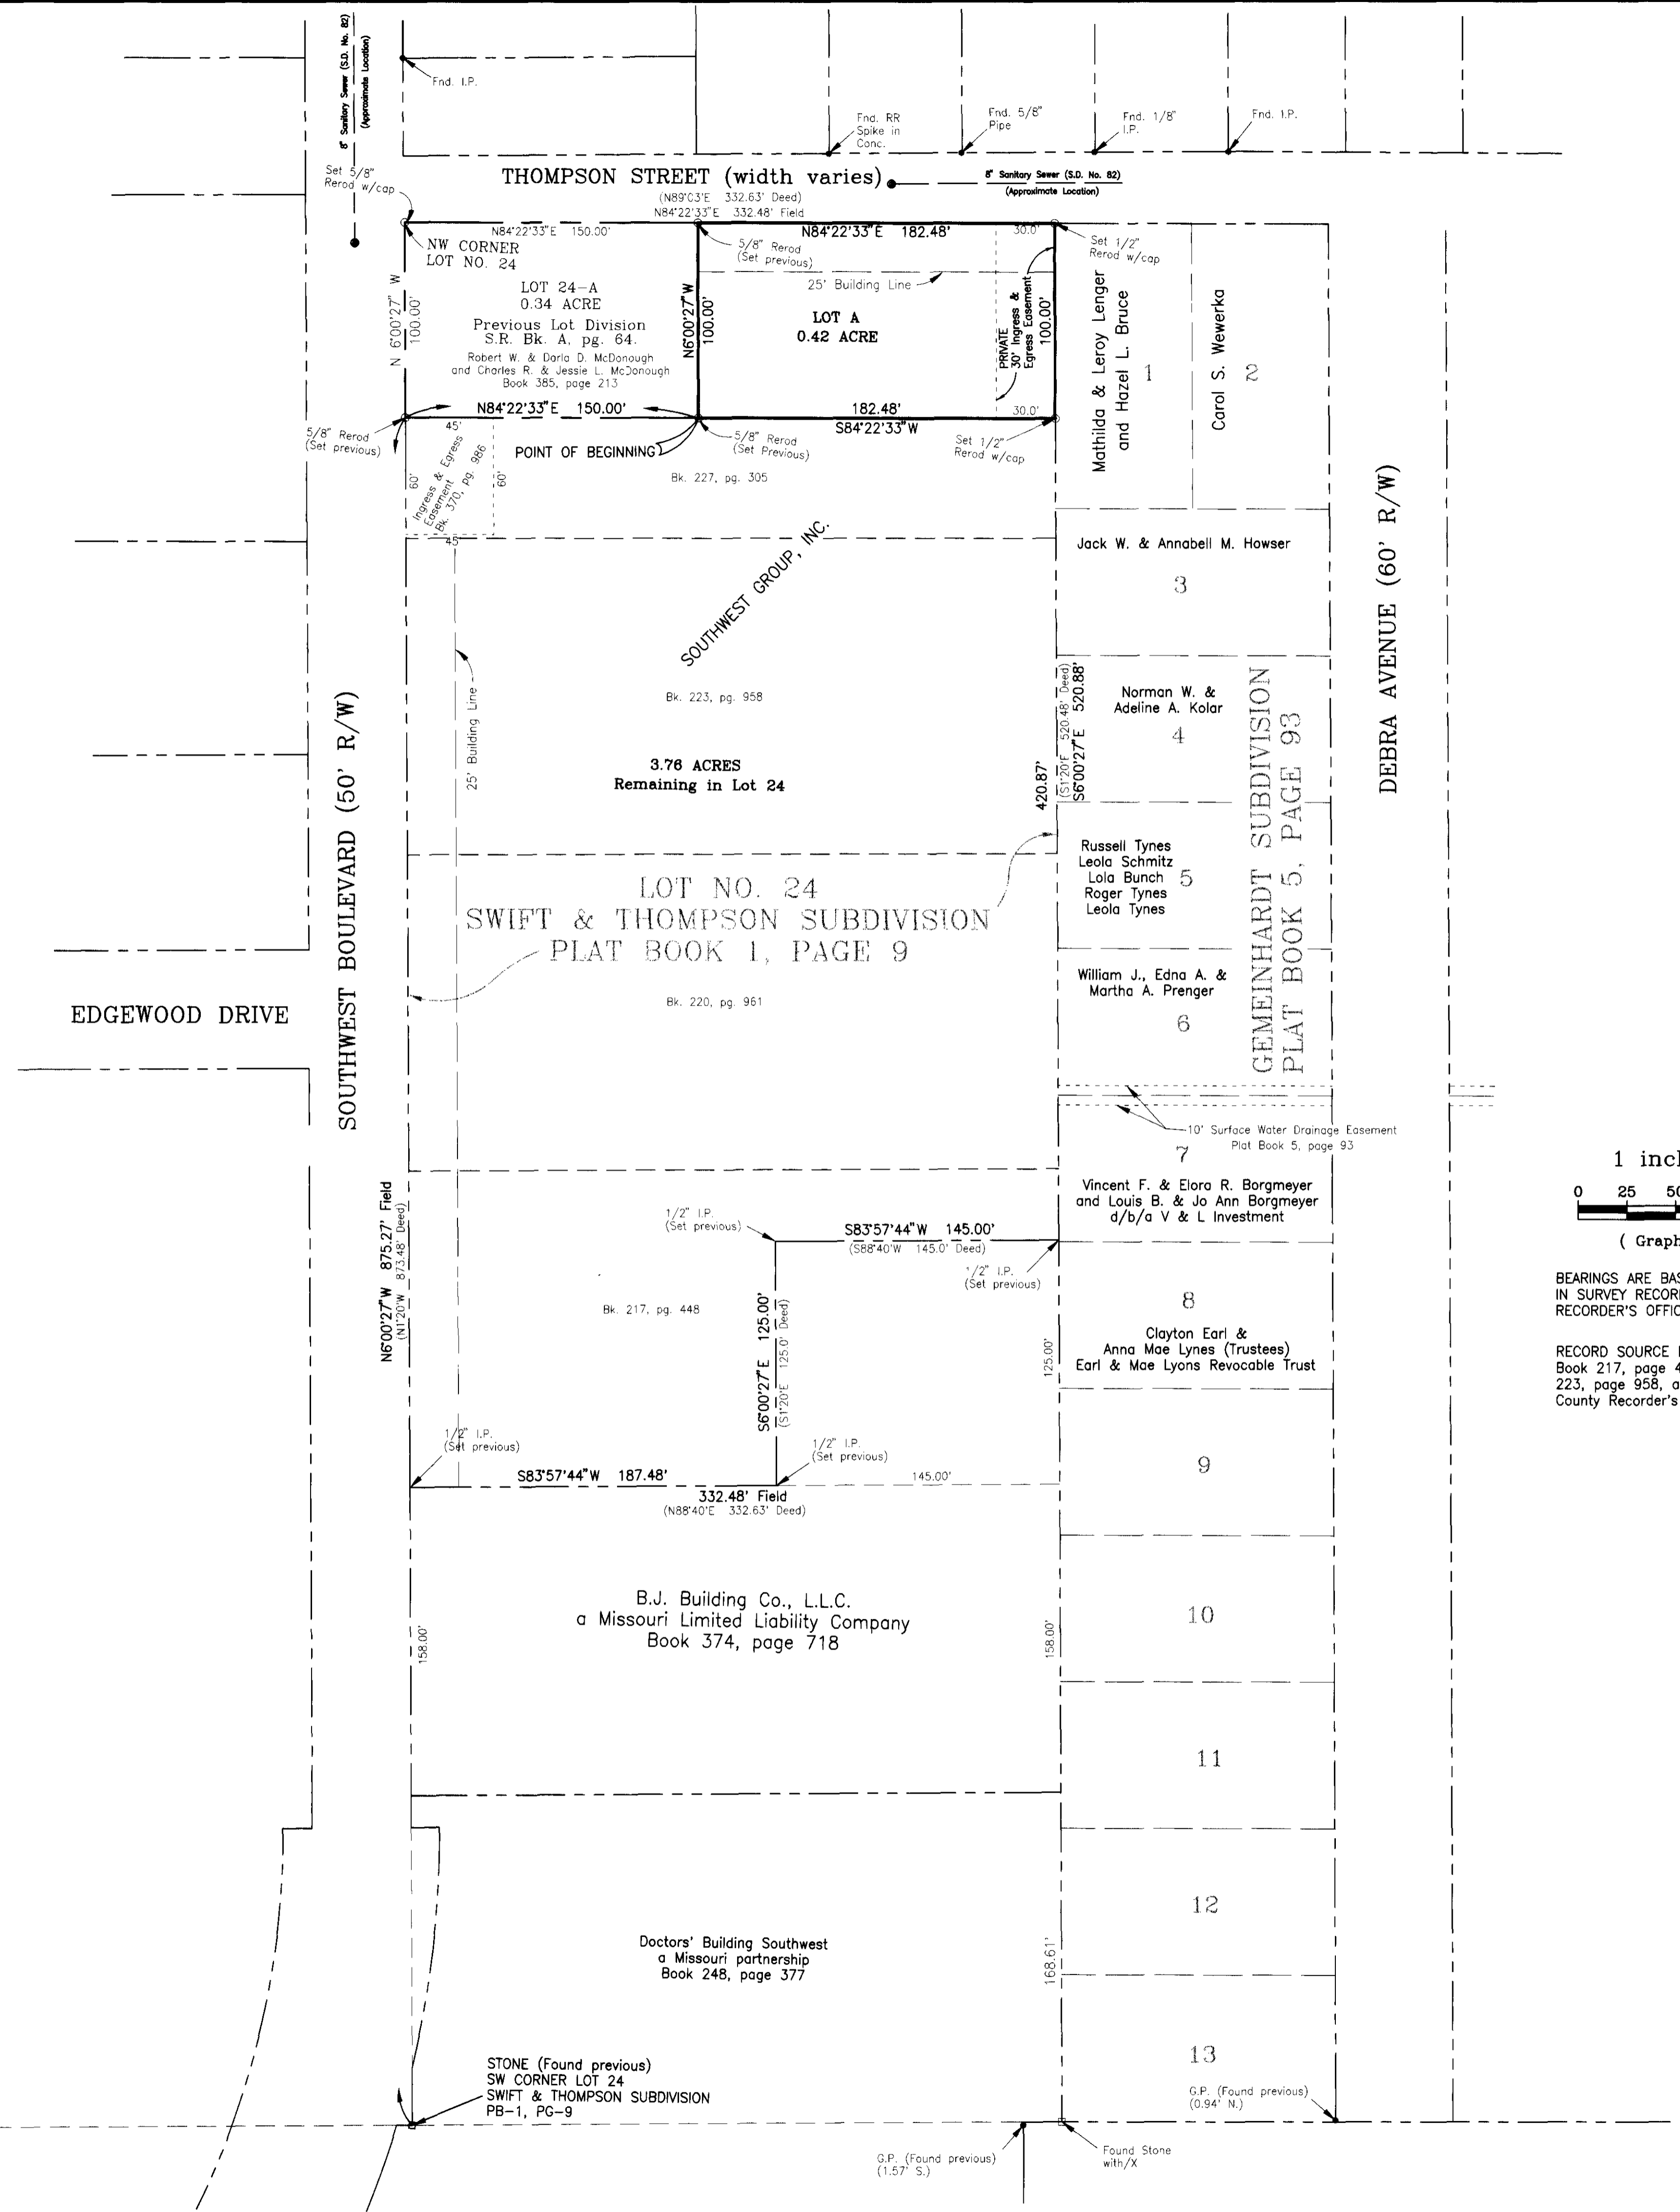 8" Sanitary Sewer (S.D. No. 82)
(Approximate Location)
Fnd. I.P.
Fnd. RR
Spike in
Conc.
Fnd. 5/8"
Pipe
Fnd. 1/8"
I.P.
Fnd. I.P.
Set 5/8"
Rerod w/cap
THOMPSON STREET (width varies)
8" Sanitary Sewer (S.D. No. 82)
(Approximate Location)
(N89°03'E 332.63' Deed)
N84°22'33"E 332.48' Field
N84°22'33"E 150.00'
N84°22'33"E 182.48'
30.0'
NW CORNER
LOT NO. 24
5/8" Rerod
(Set previous)
Set 1/2"
Rerod w/cap
N 6°00'27" W
100.00'
LOT 24-A
0.34 ACRE
Previous Lot Division
S.R. Bk. A, pg. 64.
Robert W. & Darla D. McDonough
and Charles R. & Jessie L. McDonough
Book 385, page 213
N6°00'27"W
100.00'
25' Building Line
LOT A
0.42 ACRE
PRIVATE
30' Ingress &
Egress Easement
100.00'
Mathilda & Leroy Lenger
and Hazel L. Bruce
1
Carol S. Wewerka
2
N84°22'33"E 150.00'
182.48'
30.0'
S84°22'33"W
5/8" Rerod
(Set previous)
45'
POINT OF BEGINNING
5/8" Rerod
(Set Previous)
Set 1/2"
Rerod w/cap
60'
Ingress & Egress
Easement
Bk. 370, pg. 986
60'
45'
Bk. 227, pg. 305
SOUTHWEST GROUP, INC.
Jack W. & Annabell M. Howser
3
DEBRA AVENUE (60' R/W)
Bk. 223, pg. 958
25' Building Line
3.76 ACRES
Remaining in Lot 24
420.87'
(S1°20'E 520.48' Deed)
S6°00'27"E 520.88'
Norman W. &
Adeline A. Kolar
4
GEMEINHARDT SUBDIVISION
PLAT BOOK 5, PAGE 93
SOUTHWEST BOULEVARD (50' R/W)
Russell Tynes
Leola Schmitz
Lola Bunch
Roger Tynes
Leola Tynes
5
LOT NO. 24
SWIFT & THOMPSON SUBDIVISION
PLAT BOOK 1, PAGE 9
Bk. 220, pg. 961
EDGEWOOD DRIVE
William J., Edna A. &
Martha A. Prenger
6
10' Surface Water Drainage Easement
Plat Book 5, page 93
7
Vincent F. & Elora R. Borgmeyer
and Louis B. & Jo Ann Borgmeyer
d/b/a V & L Investment
0 25
( Graph
BEARINGS ARE BAS
IN SURVEY RECOR
RECORDER'S OFFIC
RECORD SOURCE
Book 217, page 4
223, page 958, a
County Recorder's
N6°00'27"W 875.27' Field
(N1°20'W 873.48' Deed)
1/2" I.P.
(Set previous)
S83°57'44"W 145.00'
(S88°40'W 145.0' Deed)
1/2" I.P.
(Set previous)
Bk. 217, pg. 448
S6°00'27"E 125.00'
(S1°20'E 125.0' Deed)
125.00'
8
Clayton Earl &
Anna Mae Lynes (Trustees)
Earl & Mae Lyons Revocable Trust
1/2" I.P.
(Set previous)
1/2" I.P.
(Set previous)
S83°57'44"W 187.48'
145.00'
332.48' Field
(N88°40'E 332.63' Deed)
9
B.J. Building Co., L.L.C.
a Missouri Limited Liability Company
Book 374, page 718
158.00'
158.00'
10
11
12
Doctors' Building Southwest
a Missouri partnership
Book 248, page 377
168.61'
13
STONE (Found previous)
SW CORNER LOT 24
SWIFT & THOMPSON SUBDIVISION
PB-1, PG-9
G.P. (Found previous)
(0.94' N.)
G.P. (Found previous)
(1.57' S.)
Found Stone
with/X